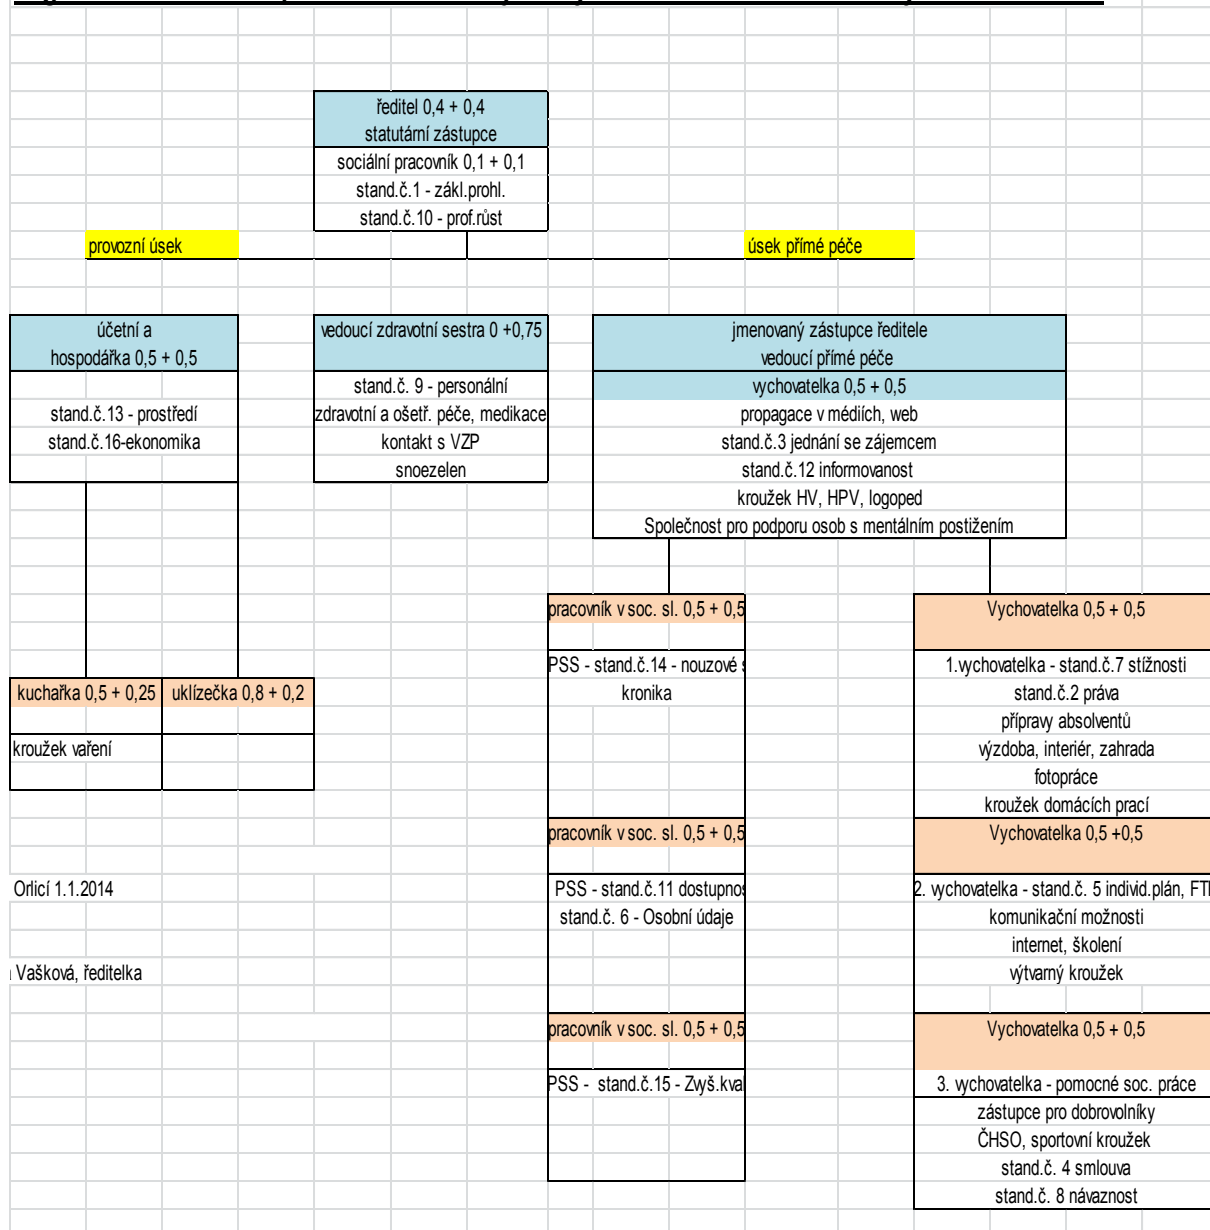 ředitel 0,4 + 0,4
statutární zástupce
sociální pracovník 0,1 + 0,1
stand.č.1 - zákl.prohl.
stand.č.10 - prof.růst
provozní úsek
úsek přímé péče
účetní a
hospodářka 0,5 + 0,5
stand.č.13 - prostředí
stand.č.16-ekonomika
vedoucí zdravotní sestra 0 +0,75
stand.č. 9 - personální
zdravotní a ošetř. péče, medikace
kontakt s VZP
snoezelen
jmenovaný zástupce ředitele
vedoucí přímé péče
vychovatelka 0,5 + 0,5
propagace v médiích, web
stand.č.3 jednání se zájemcem
stand.č.12 informovanost
kroužek HV, HPV, logoped
Společnost pro podporu osob s mentálním postižením
kuchařka 0,5 + 0,25
kroužek vaření
uklízečka 0,8 + 0,2
pracovník v soc. sl. 0,5 + 0,5
PSS - stand.č.14 - nouzové
kronika
pracovník v soc. sl. 0,5 + 0,5
PSS - stand.č.11 dostupnos
stand.č. 6 - Osobní údaje
pracovník v soc. sl. 0,5 + 0,5
PSS - stand.č.15 - Zvyš.kval
Vychovatelka 0,5 + 0,5
1.vychovatelka - stand.č.7 stížnosti
stand.č.2 práva
přípravy absolventů
výzdoba, interiér, zahrada
fotopráce
kroužek domácích prací
Vychovatelka 0,5 +0,5
2. vychovatelka - stand.č. 5 individ.plán,
komunikační možnosti
internet, školení
výtvarný kroužek
Vychovatelka 0,5 + 0,5
3. vychovatelka - pomocné soc. práce
zástupce pro dobrovolníky
ČHSO, sportovní kroužek
stand.č. 4 smlouva
stand.č. 8 návaznost
Orlicí 1.1.2014
Vašková, ředitelka